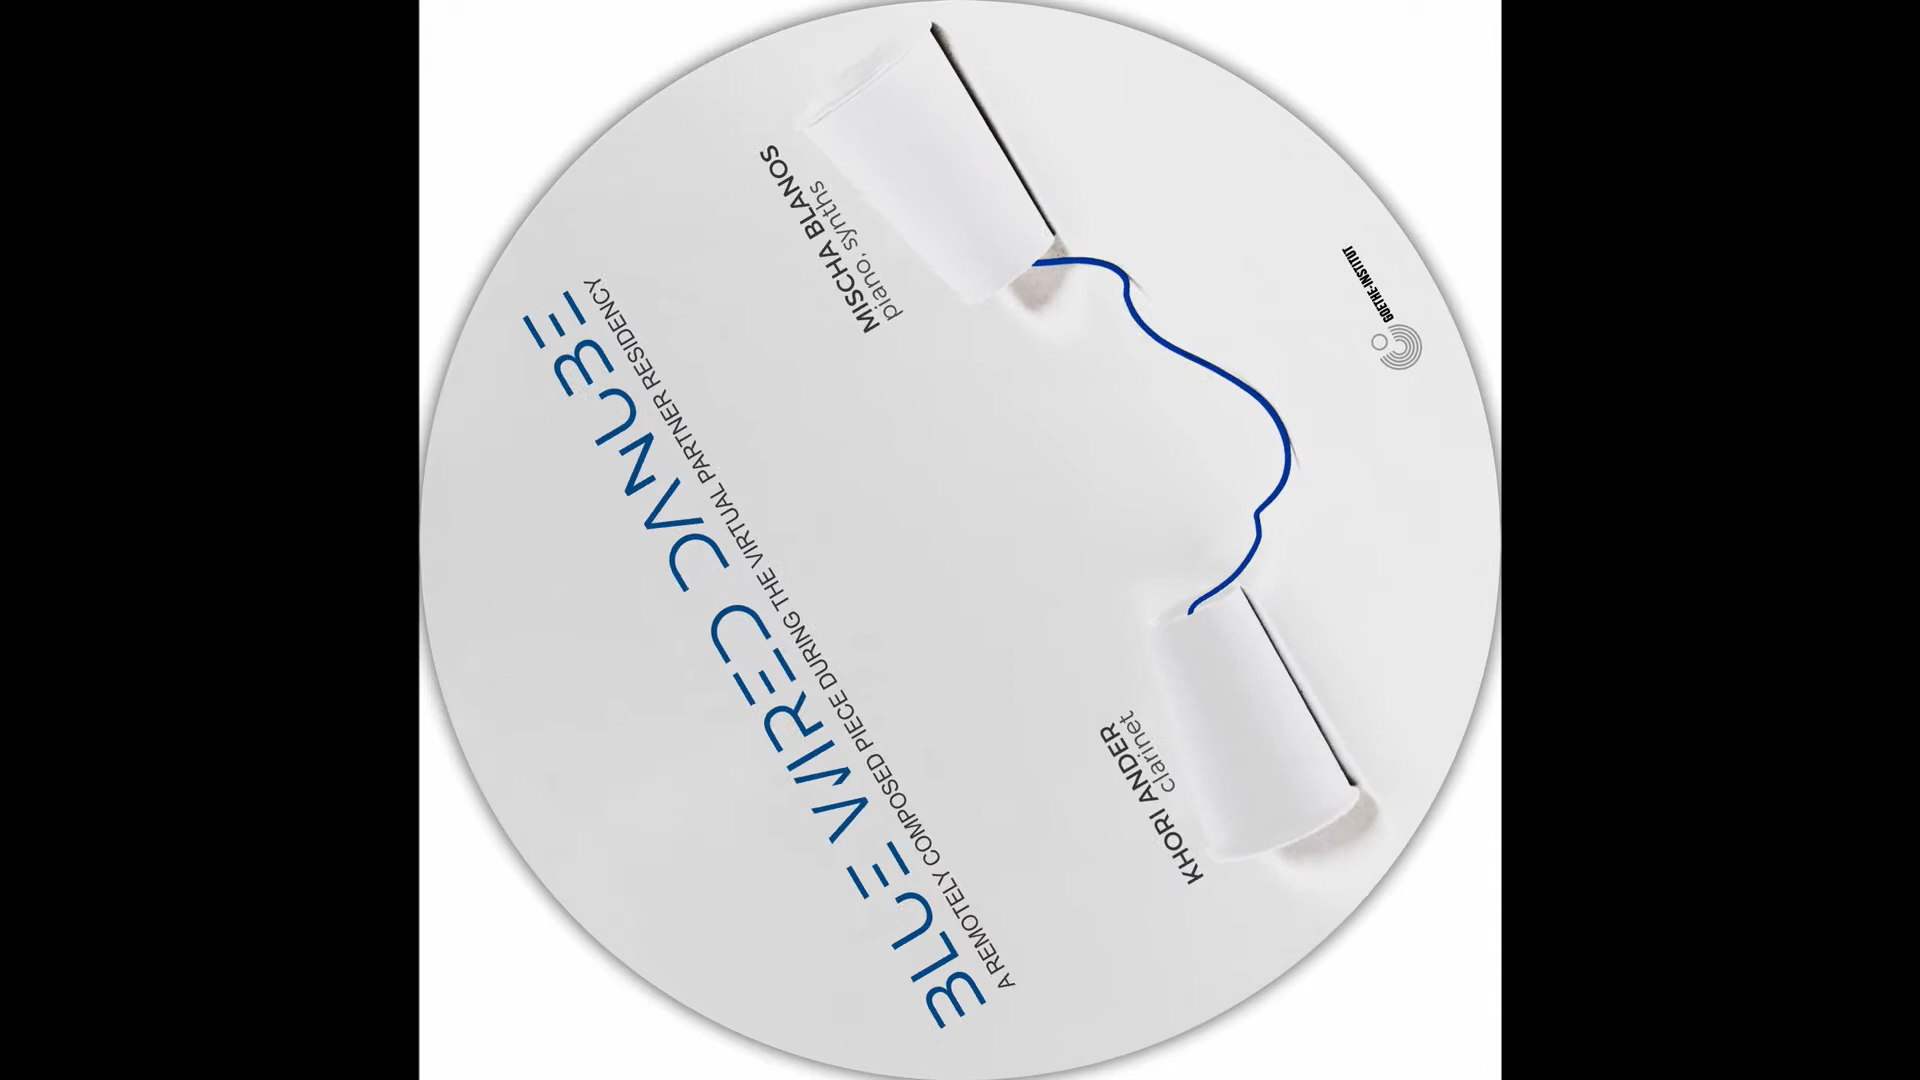 BLUE WIRED DANUBE
A REMOTELY COMPOSED PIECE DURING THE VIRTUAL PARTNER RESIDENCY
MISCHA BLANOS
piano, synths
KHORI ANDER
clarinet
GOETHE-INSTITUT